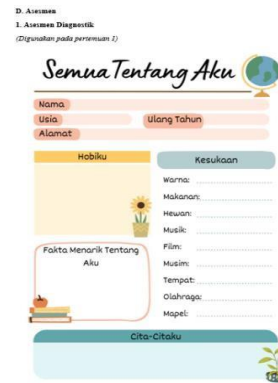 D. Asesmen
1. Asesmen Diagnostik
(Digunakan pada pertemuan 1)
Semua Tentang Aku
Nama
Usia
Ulang Tahun
Alamat
Hobiku
Kesukaan
Warna:
Makanan:
Hewan:
Musik:
Film:
Musim:
Tempat:
Olahraga:
Mapel:
Fakta Menarik Tentang
Aku
Cita-Citaku